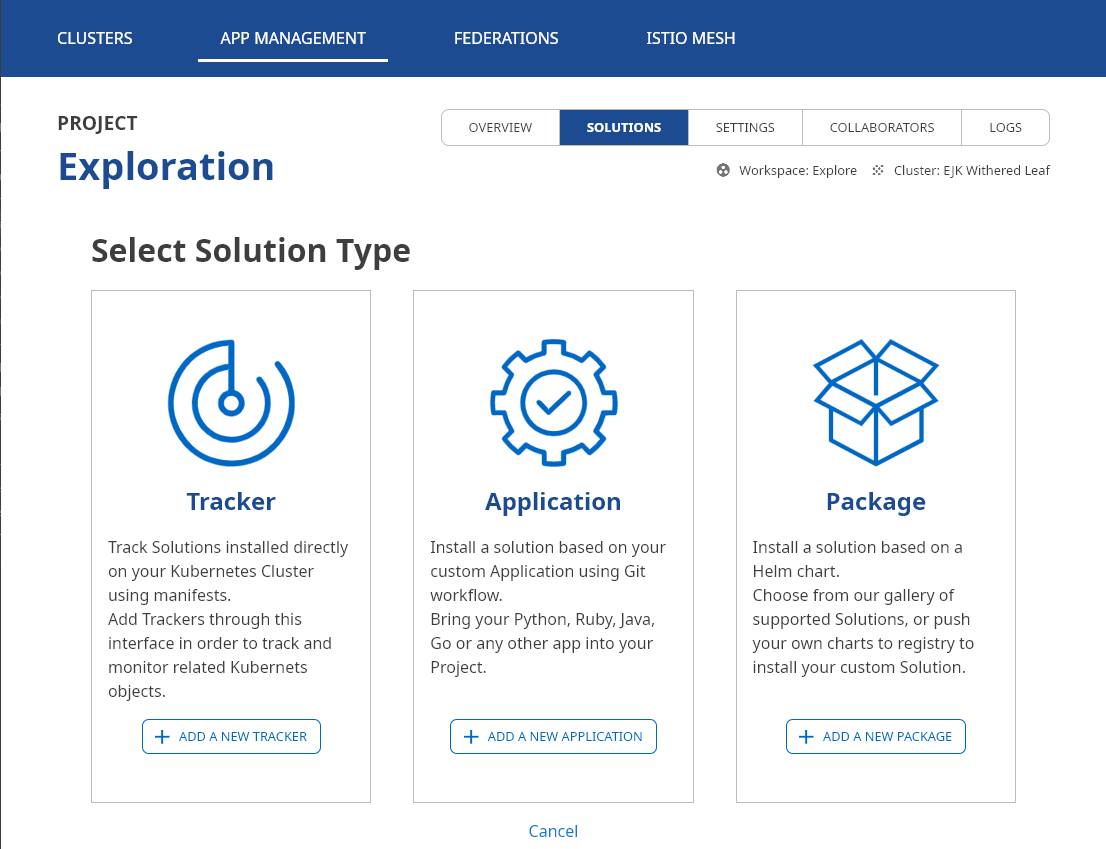 CLUSTERS APP MANAGEMENT FEDERATIONS ISTIO MESH
PROJECT
Exploration
OVERVIEW SOLUTIONS SETTINGS COLLABORATORS LOGS
Workspace: Explore Cluster: EJK Withered Leaf
Select Solution Type
Tracker
Track Solutions installed directly
on your Kubernetes Cluster
using manifests.
Add Trackers through this
interface in order to track and
monitor related Kubernets
objects.
ADD A NEW TRACKER
Application
Install a solution based on your
custom Application using Git
workflow.
Bring your Python, Ruby, Java,
Go or any other app into your
Project.
ADD A NEW APPLICATION
Package
Install a solution based on a
Helm chart.
Choose from our gallery of
supported Solutions, or push
your own charts to registry to
install your custom Solution.
ADD A NEW PACKAGE
Cancel